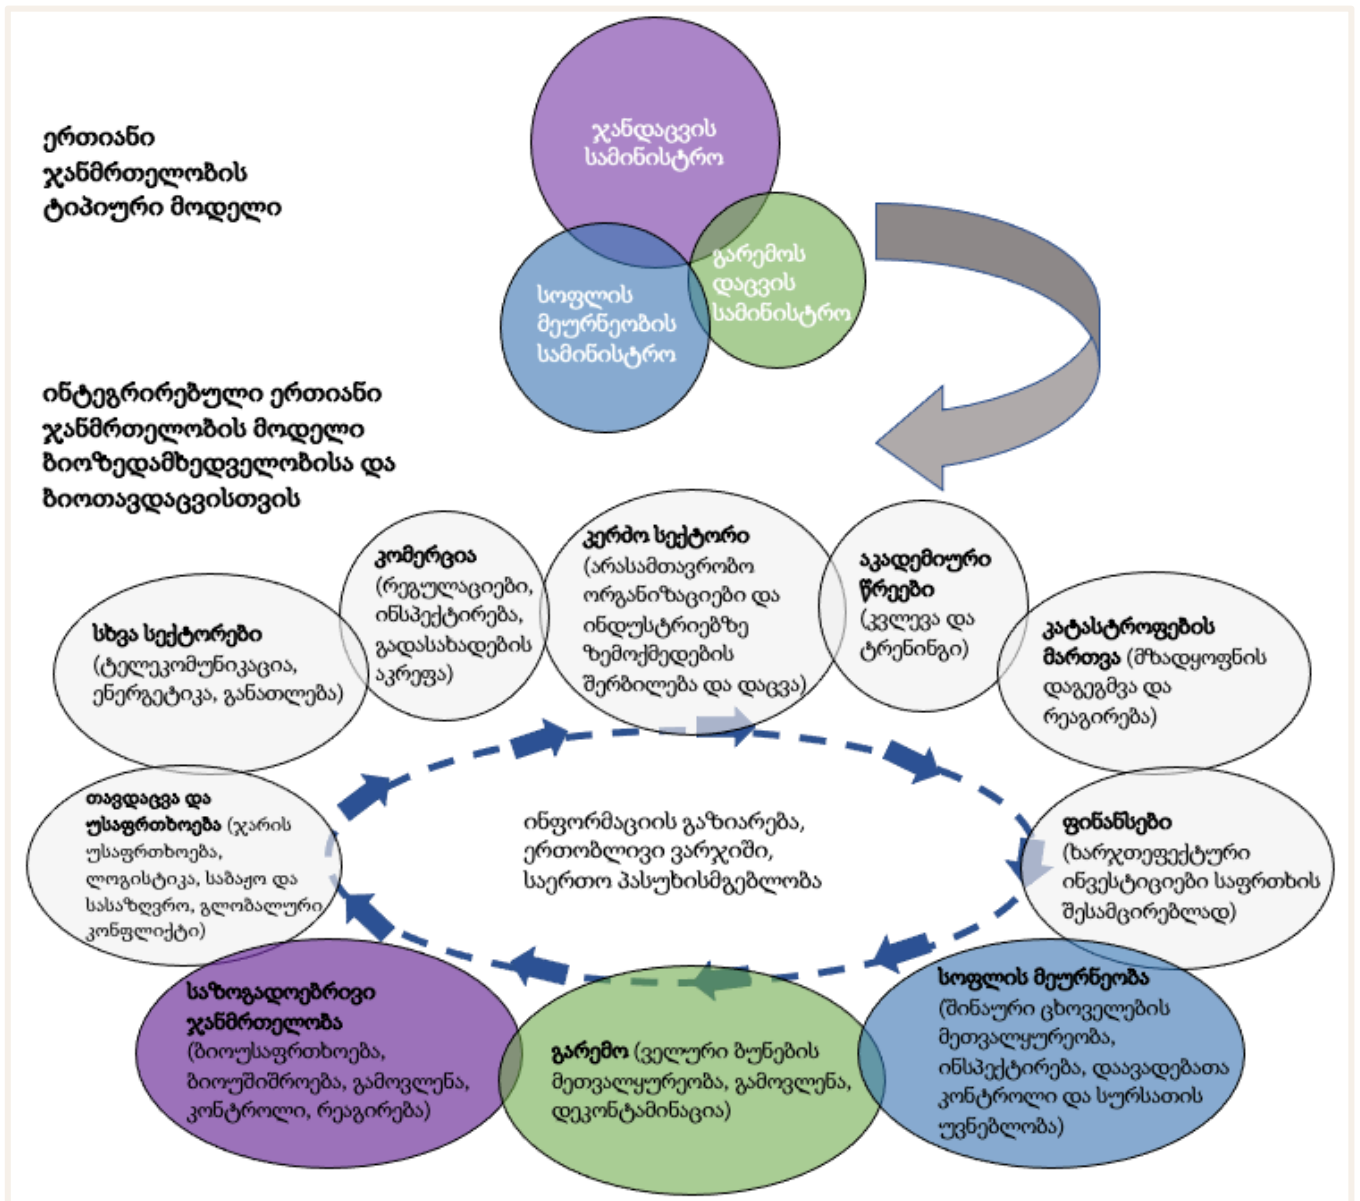 ერთიანი
ჯანმრთელობის
ტიპიური მოდელი
ჯანდაცვის
სამინისტრო
გარემოს
დაცვის
სამინისტრო
სოფლის
მეურნეობის
სამინისტრო
ინტეგრირებული ერთიანი
ჯანმრთელობის მოდელი
ბიოზედამხედველობისა და
ბიოთავდაცვისთვის
სხვა სექტორები
(ტელეკომუნიკაცია,
ენერგეტიკა, განათლება)
კომერცია
(რეგულაციები,
ინსპექტირება,
გადასახადების
აკრეფა)
კერძო სექტორი
(არასამთავრობო
ორგანიზაციები და
ინდუსტრიებზე
ზემოქმედების
შერბილება და დაცვა)
აკადემიური
წრეები
(კვლევა და
ტრენინგი)
კატასტროფების
მართვა (მზადყოფნის
დაგეგმვა და
რეაგირება)
თავდაცვა და
უსაფრთხოება (ჯარის
უსაფრთხოება,
ლოგისტიკა, საბაჟო და
სასაზღვრო, გლობალური
კონფლიქტი)
ინფორმაციის გაზიარება,
ერთობლივი ვარჯიში,
საერთო პასუხისმგებლობა
ფინანსები
(ხარჯთეფექტური
ინვესტიციები საფრთხის
შესამცირებლად)
საზოგადოებრივი
ჯანმრთელობა
(ბიოუსაფრთხოება,
ბიოუშიშროება, გამოვლენა,
კონტროლი, რეაგირება)
გარემო (ველური ბუნების
მეთვალყურეობა, გამოვლენა,
დეკონტამინაცია)
სოფლის მეურნეობა
(შინაური ცხოველების
მეთვალყურეობა,
ინსპექტირება, დაავადებათა
კონტროლი და სურსათის
უვნებლობა)